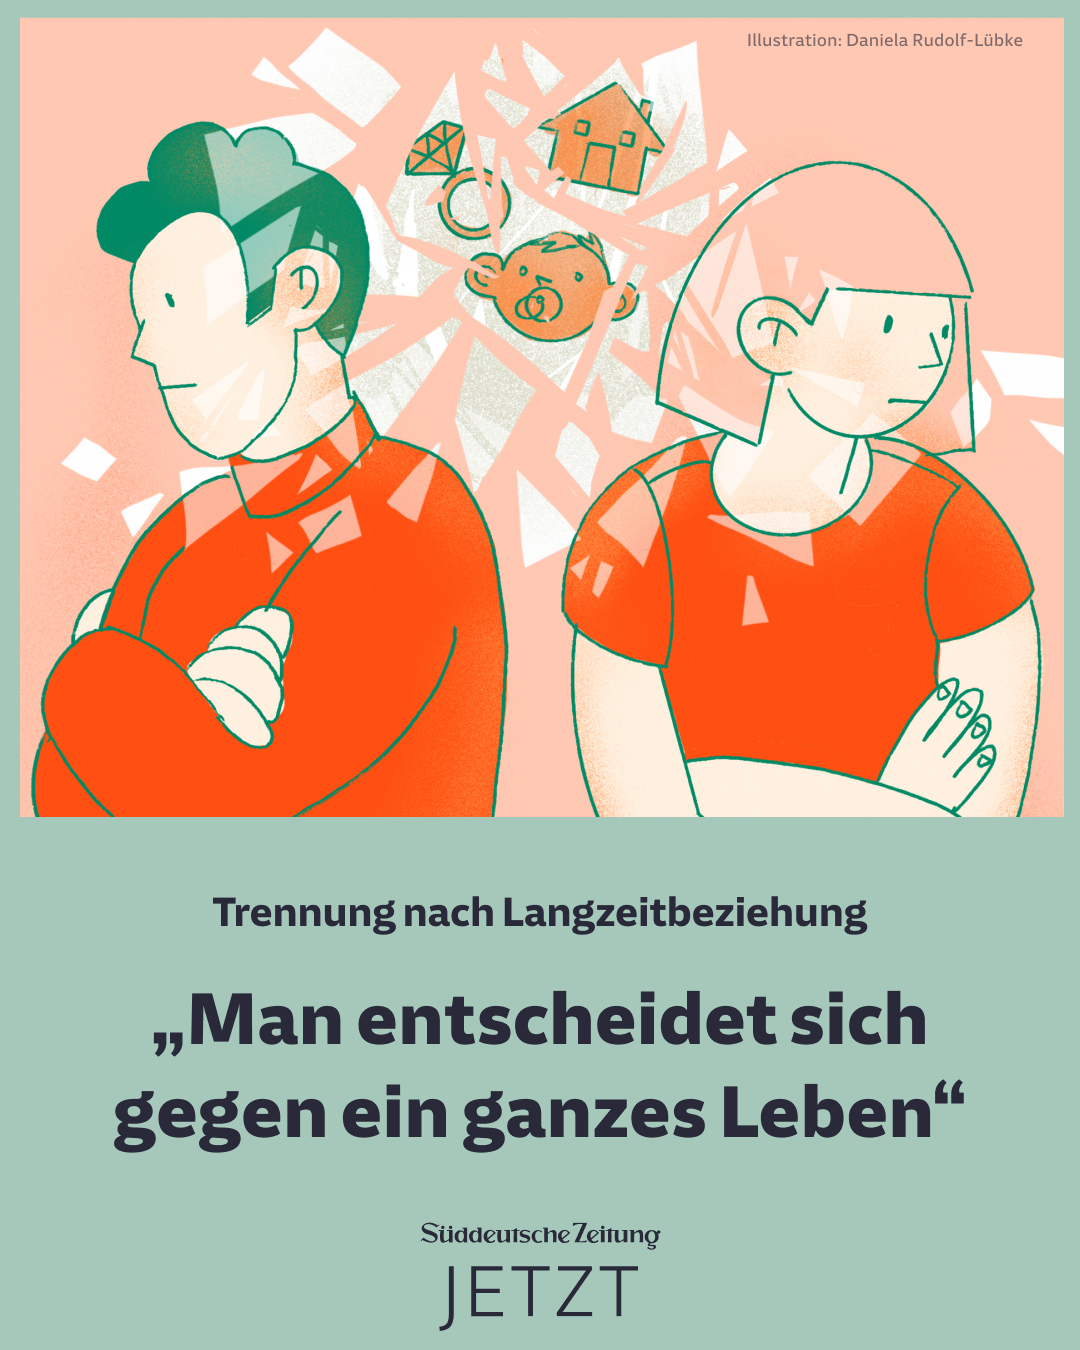 Illustration: Daniela Rudolf-Lübke
Trennung nach Langzeitbeziehung
„Man entscheidet sich
gegen ein ganzes Leben“
Süddeutsche Zeitung
JETZT